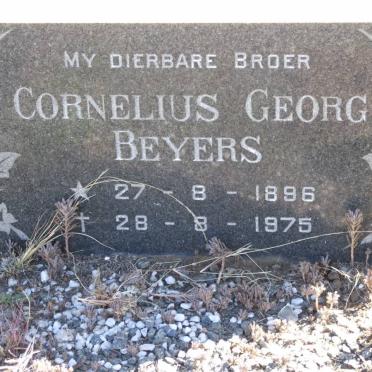 MY DIERBARE BROER
CORNELIUS GEORG
BEYERS
27 - 8 - 1896
28 - 8 - 1975